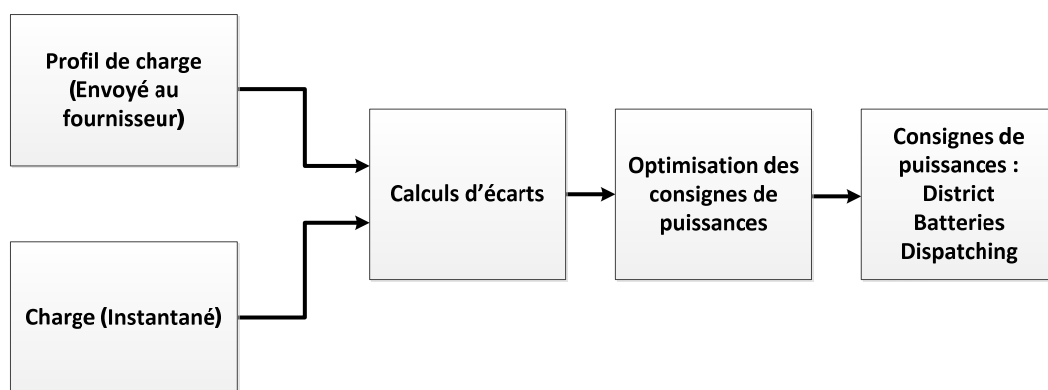 Profil de charge
(Envoyé au
fournisseur)
Charge (Instantané)
Calculs d'écarts
Optimisation des
consignes de
puissances
Consignes de
puissances :
District
Batteries
Dispatching